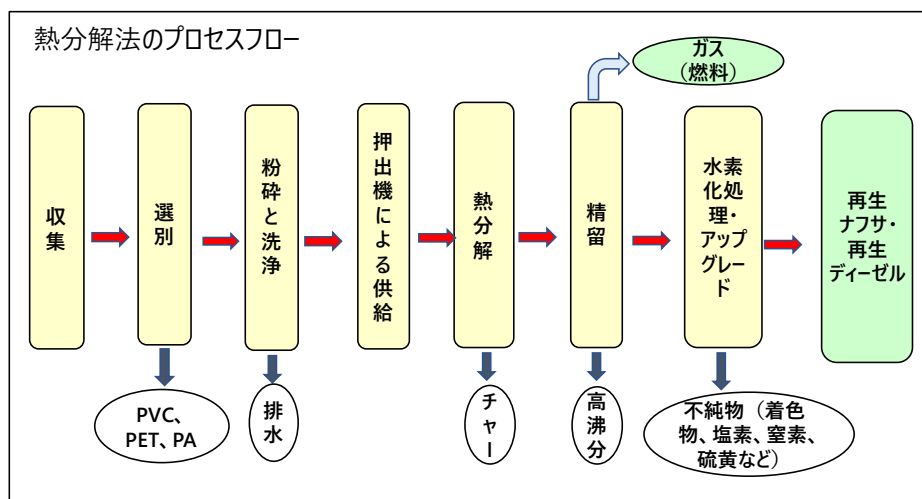 熱分解法のプロセスフロー
ガス
（燃料）
収集
選別
粉砕と洗浄
押出機による供給
熱分解
精留
水素
化処
理・
アップ
グレード
再生
ナフサ・
再生
ディーゼル
PVC、
PET、PA
排水
チャー
高沸分
不純物（着色
物、塩素、窒素、
硫黄など）